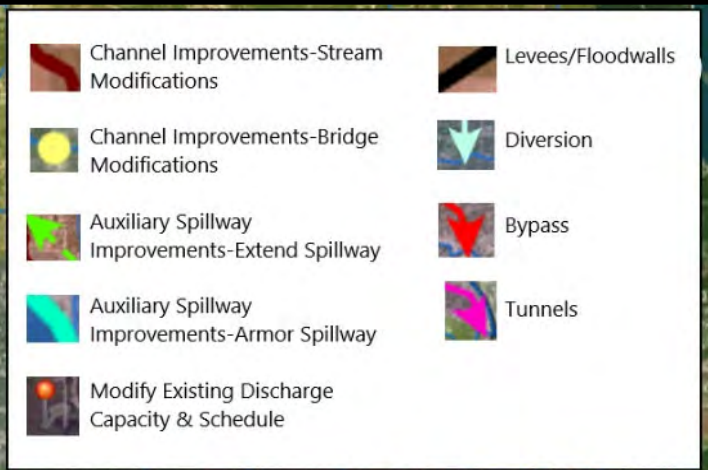 Channel Improvements-Stream
Modifications
Channel Improvements-Bridge
Modifications
Auxiliary Spillway
Improvements-Extend Spillway
Auxiliary Spillway
Improvements-Armor Spillway
Modify Existing Discharge
Capacity & Schedule
Levees/Floodwalls
Diversion
Bypass
Tunnels